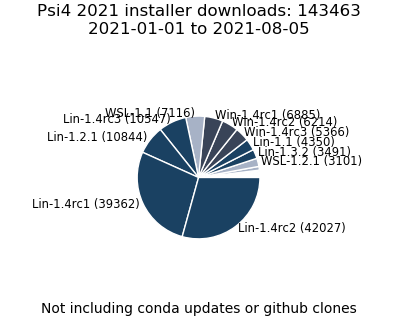 Psi4 2021 installer downloads: 143463
2021-01-01 to 2021-08-05
WSL-1.1 (7116)
Lin-1.4rc3 (10547)
Lin-1.2.1 (10844)
Lin-1.4rc1 (39362)
Win-1.4rc1 (6885)
Win-1.4rc2 (6214)
Win-1.4rc3 (5366)
Lin-1.1 (4350)
Lin-1.3.2 (3491)
WSL-1.2.1 (3101)
Lin-1.4rc2 (42027)
Not including conda updates or github clones